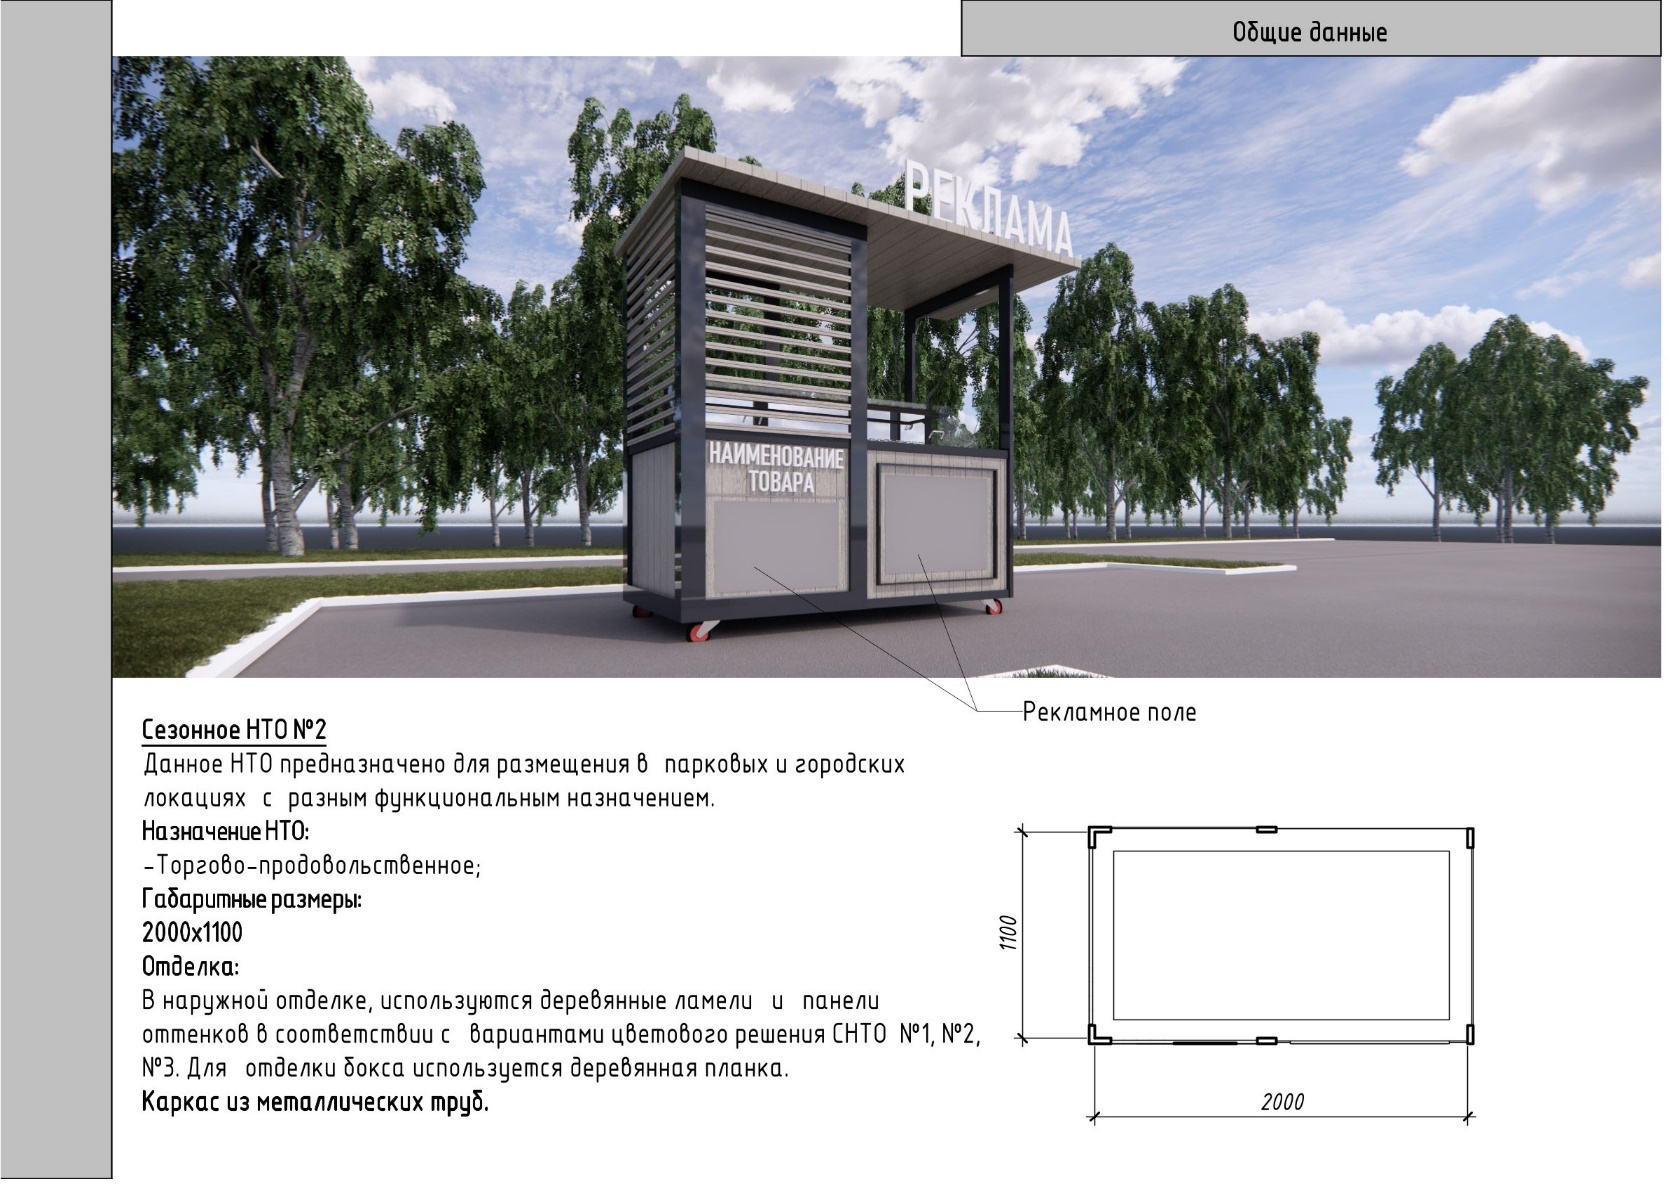 Общие данные
РЕКЛАМА
НАИМЕНОВАНИЕ
ТОВАРА
Рекламное поле
Сезонное НТО №2
Данное НТО предназначено для размещения в парковых и городских
локациях с разным функциональным назначением.
Назначение НТО:
-Торгово-продовольственное;
Габаритные размеры:
2000х1100
Отделка:
В наружной отделке, используются деревянные ламели и панели
оттенков в соответствии с вариантами цветового решения СНТО №1, №2,
№3. Для отделки бокса используется деревянная планка.
Каркас из металлических труб.
1100
2000